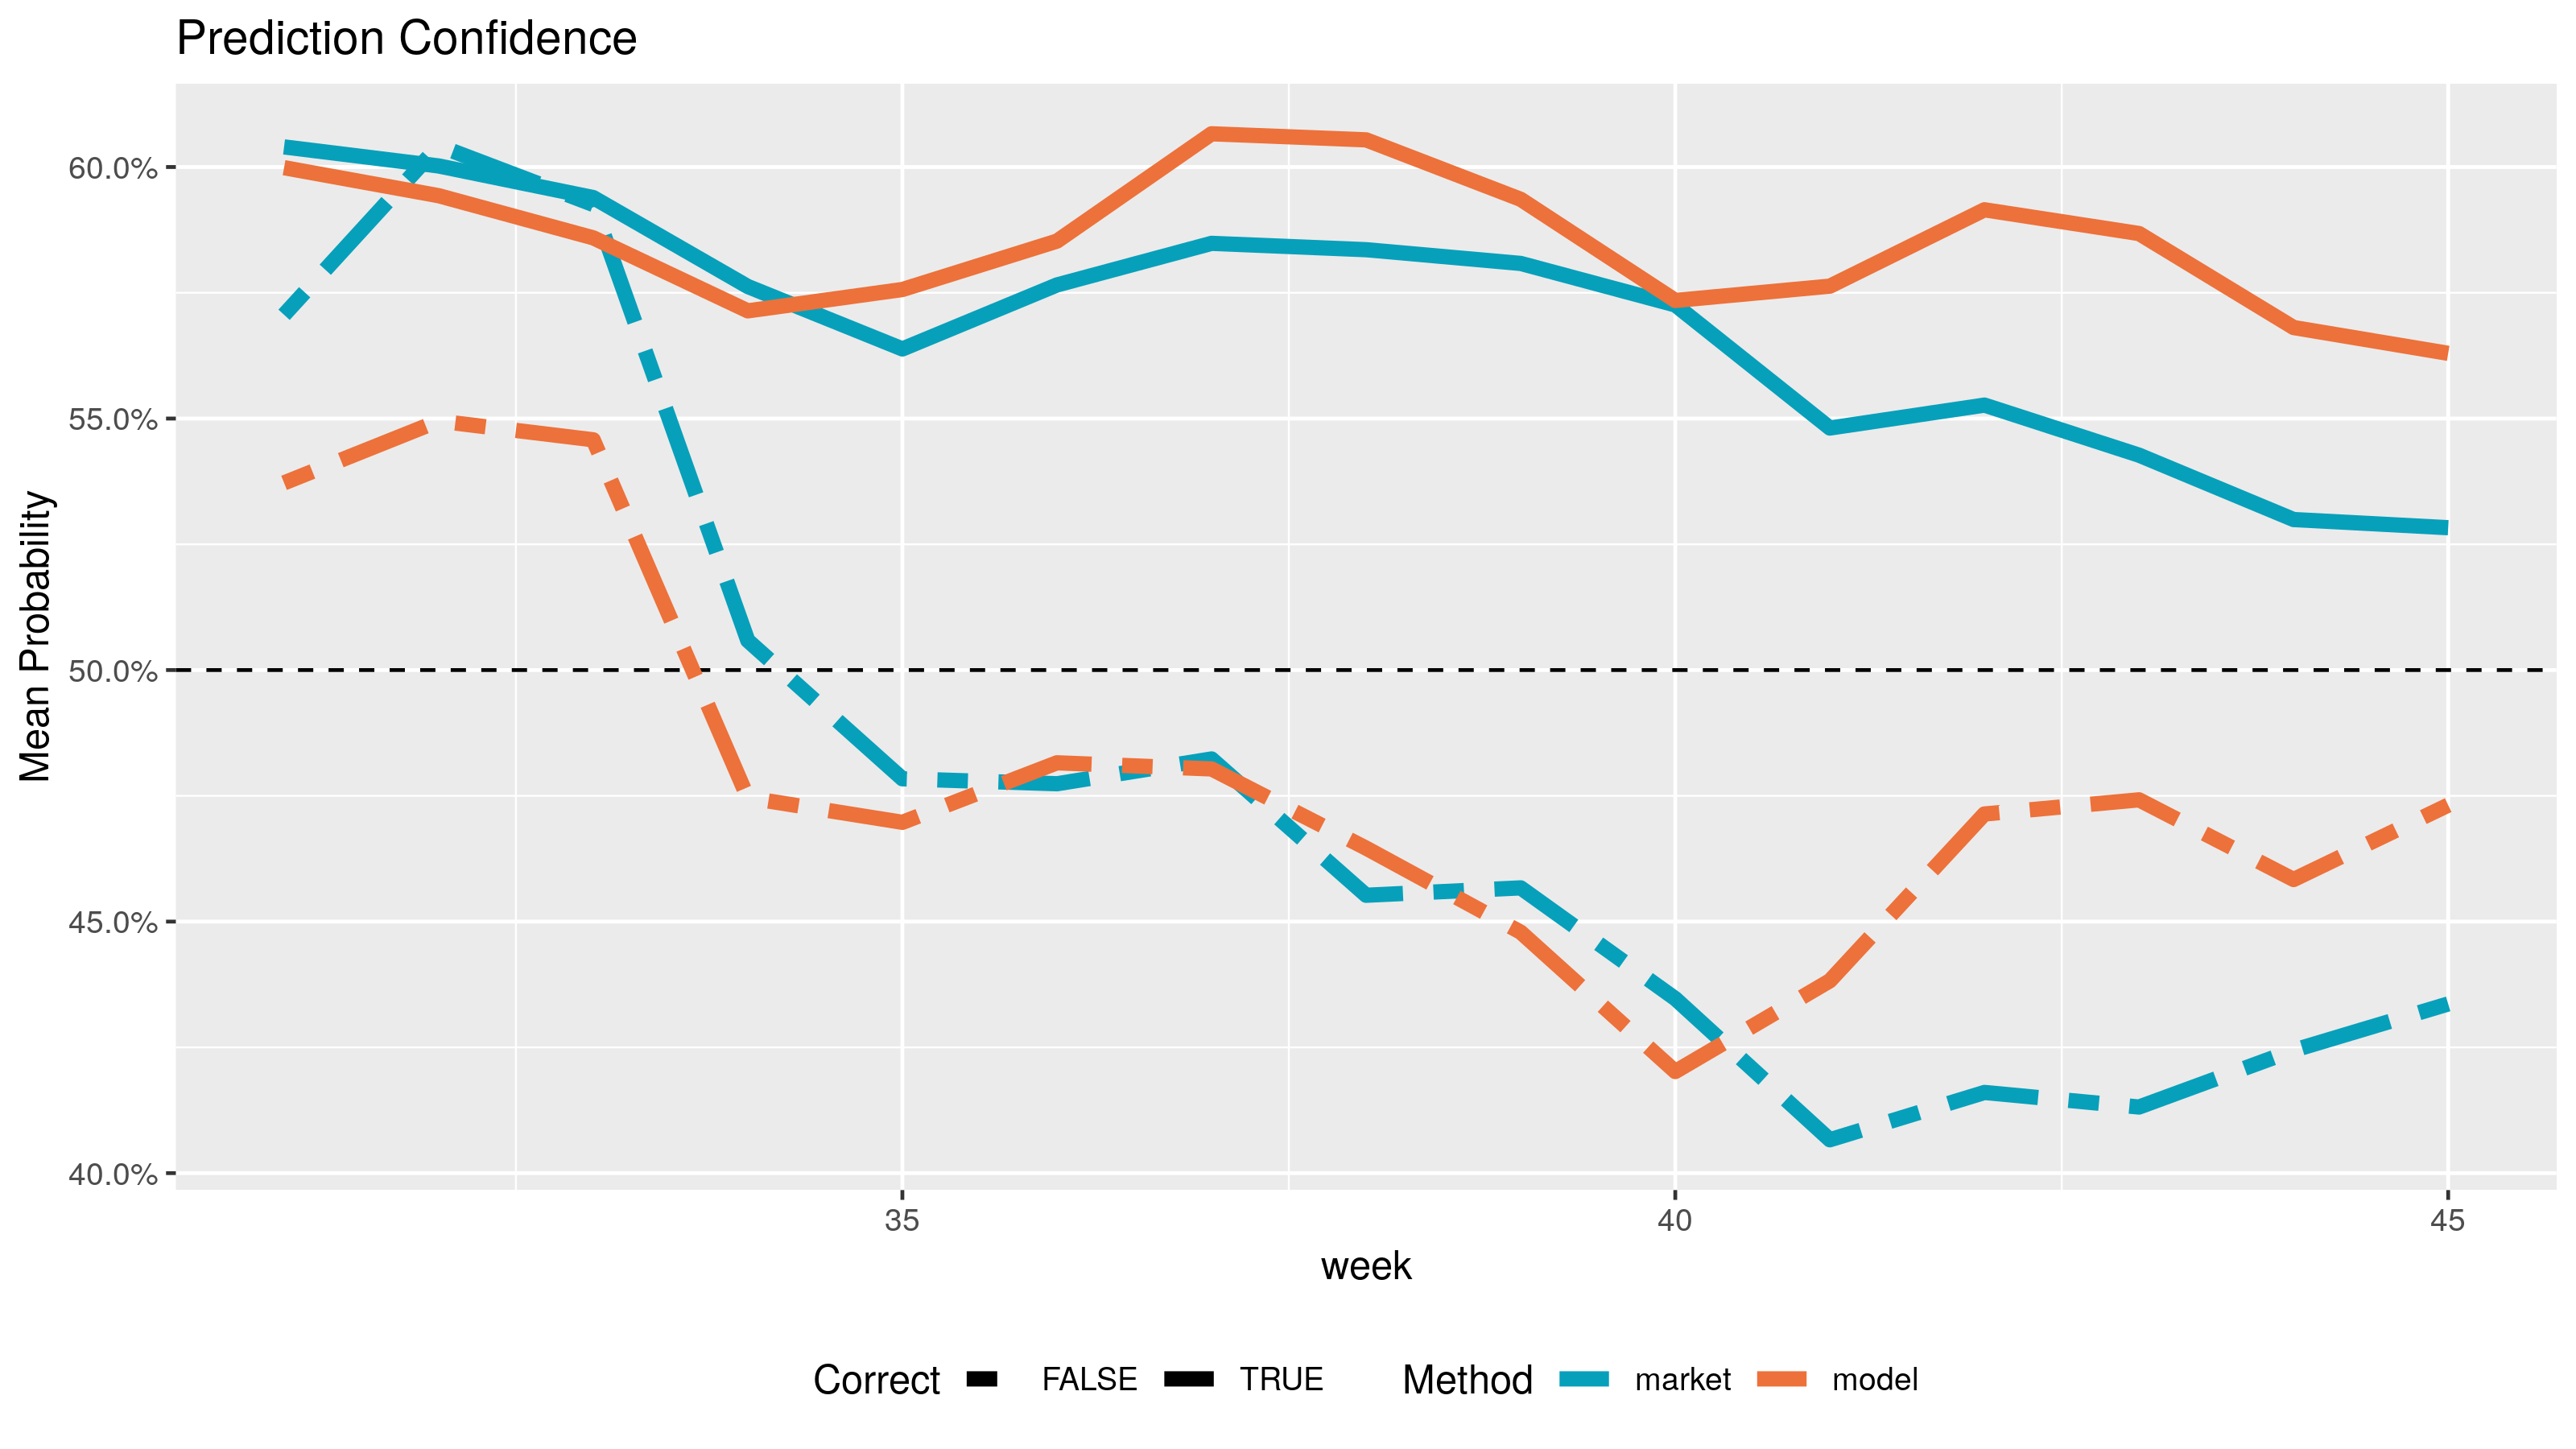 Prediction Confidence
Mean Probability
60.0%
55.0%
50.0%
45.0%
40.0%
35 40 45
week
Correct FALSE TRUE Method market model